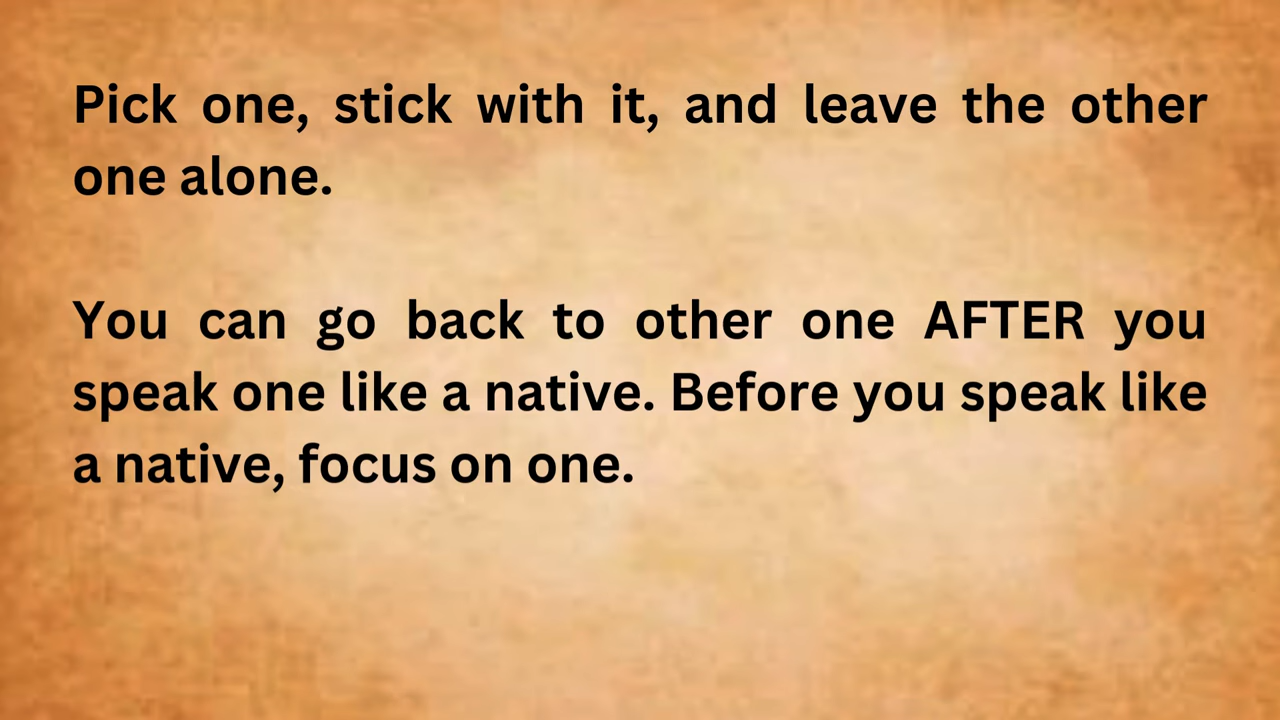 Pick one, stick with it, and leave the other
one alone.
You can go back to other one AFTER you
speak one like a native. Before you speak like
a native, focus on one.